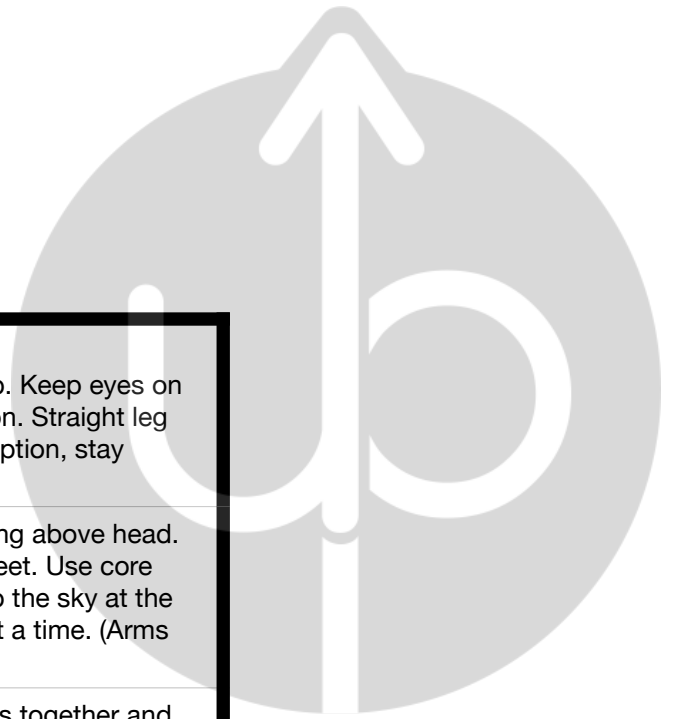 up
o. Keep eyes on
on. Straight leg
ption, stay
ng above head.
eet. Use core
o the sky at the
t a time. (Arms
s together and